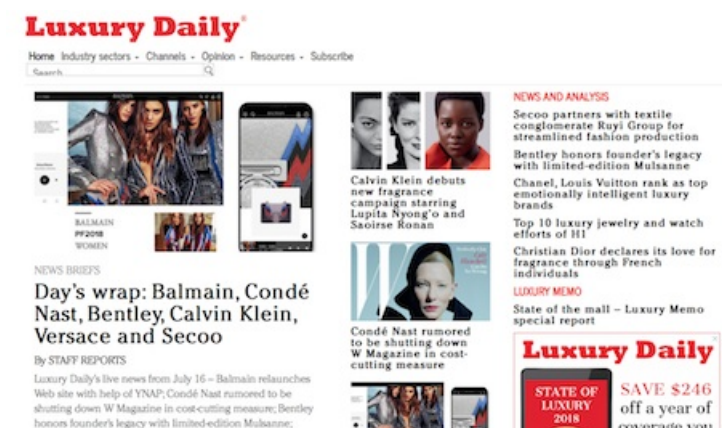 Luxury Daily®
Home Industry sectors Channels Opinion Resources Subscribe
Search
BALMAIN
PF2018
WOMEN
NEWS BRIEFS
Day's wrap: Balmain, Condé
Nast, Bentley, Calvin Klein,
Versace and Secoo
By STAFF REPORTS
Luxury Daily's live news from July 16 – Balmain relaunches
Web site with help of YNAP; Condé Nast rumored to be
shutting down W Magazine in cost-cutting measure; Bentley
honors founder's legacy with limited-edition Mulsanne;
Calvin Klein debuts
new fragrance
campaign starring
Lupita Nyong'o and
Saoirse Ronan
W
Condé Nast rumored
to be shutting down
W Magazine in cost-
cutting measure
NEWS AND ANALYSIS
Secoo partners with textile
conglomerate Ruyi Group for
streamlined fashion production
Bentley honors founder's legacy
with limited-edition Mulsanne
Chanel, Louis Vuitton rank as top
emotionally intelligent luxury
brands
Top 10 luxury jewelry and watch
efforts of H1
Christian Dior declares its love for
fragrance through French
individuals
LUXURY MEMO
State of the mall – Luxury Memo
special report
Luxury Daily
STATE OF
LUXURY
2018
SAVE $246
off a year of
coverage you